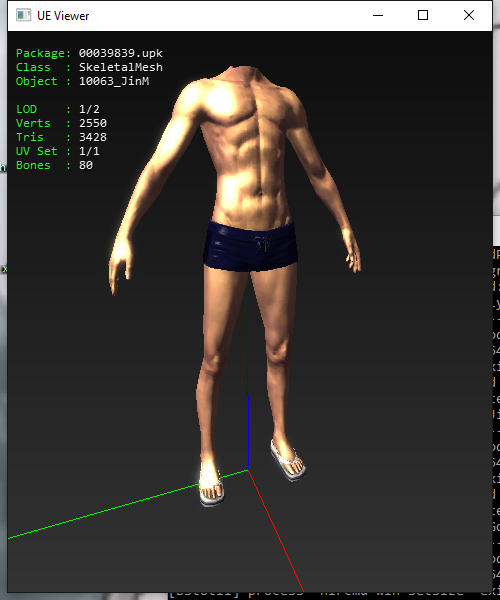 UE Viewer
Package: 00039839.upk
Class  : SkeletalMesh
Object : 10063_JinM
LOD    : 1/2
Verts  : 2550
Tris   : 3428
UV Set : 1/1
Bones  : 80